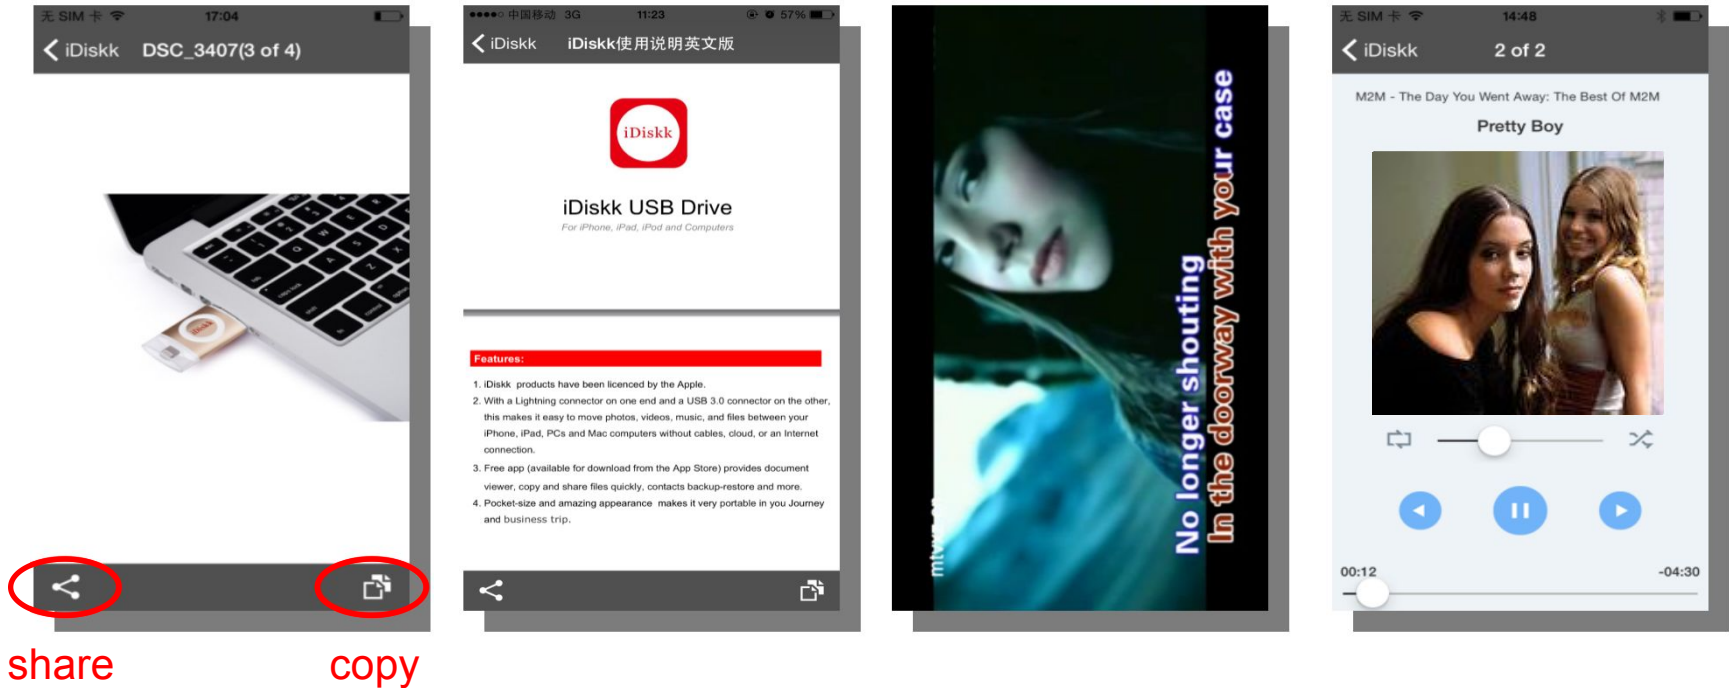 无 SIM 卡 17:04
iDiskk DSC_3407(3 of 4)
iDiskk
share copy
中国移动 3G 11:23 57%
iDiskk iDiskk使用说明英文版
iDiskk
iDiskk USB Drive
For iPhone, iPad, iPod and Computers
Features:
1. iDiskk products have been licenced by the Apple.
2. With a Lightning connector on one end and a USB 3.0 connector on the other,
this makes it easy to move photos, videos, music, and files between your
iPhone, iPad, PCs and Mac computers without cables, cloud, or an Internet
connection.
3. Free app (available for download from the App Store) provides document
viewer, copy and share files quickly, contacts backup-restore and more.
4. Pocket-size and amazing appearance makes it very portable in you Journey
and business trip.
No longer shouting
In the doorway with your case
无 SIM 卡 14:48
iDiskk 2 of 2
M2M - The Day You Went Away: The Best Of M2M
Pretty Boy
00:12 -04:30